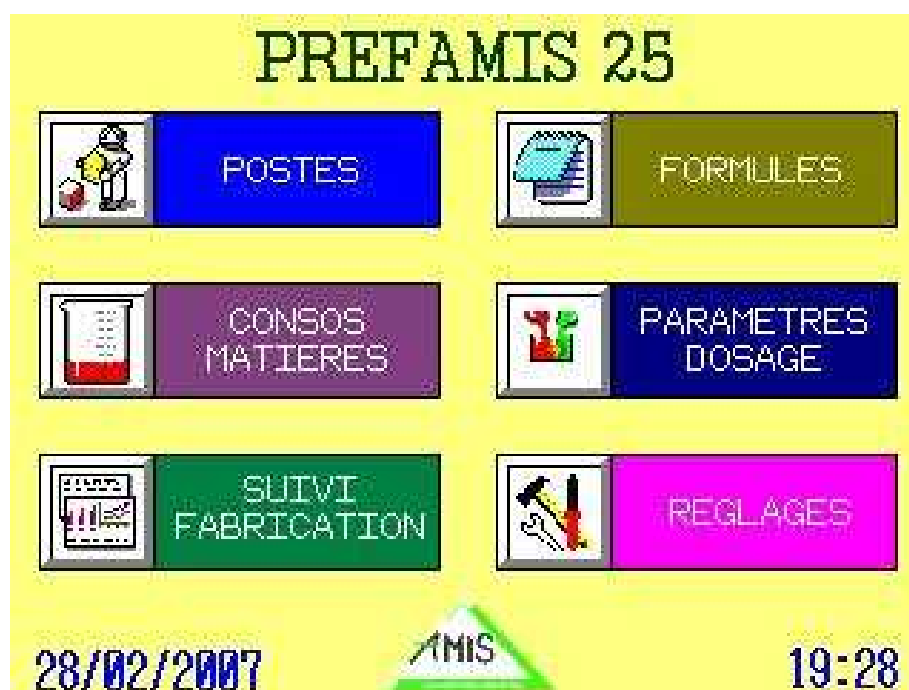 PREFAMIS 25
POSTES
FORMULES
CONSOS
MATIERES
PARAMETRES
DOSAGE
SUIVI
FABRICATION
REGLAGES
28/02/2007
AMIS
19:28